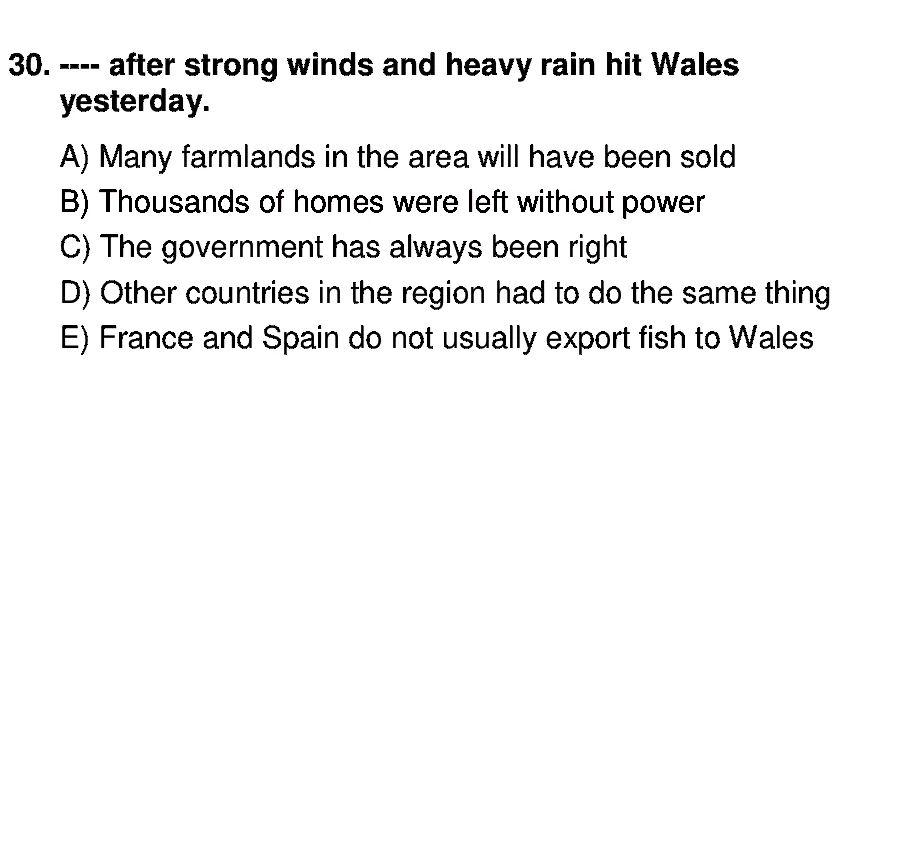 30. ---- after strong winds and heavy rain hit Wales
yesterday.
A) Many farmlands in the area will have been sold
B) Thousands of homes were left without power
C) The government has always been right
D) Other countries in the region had to do the same thing
E) France and Spain do not usually export fish to Wales